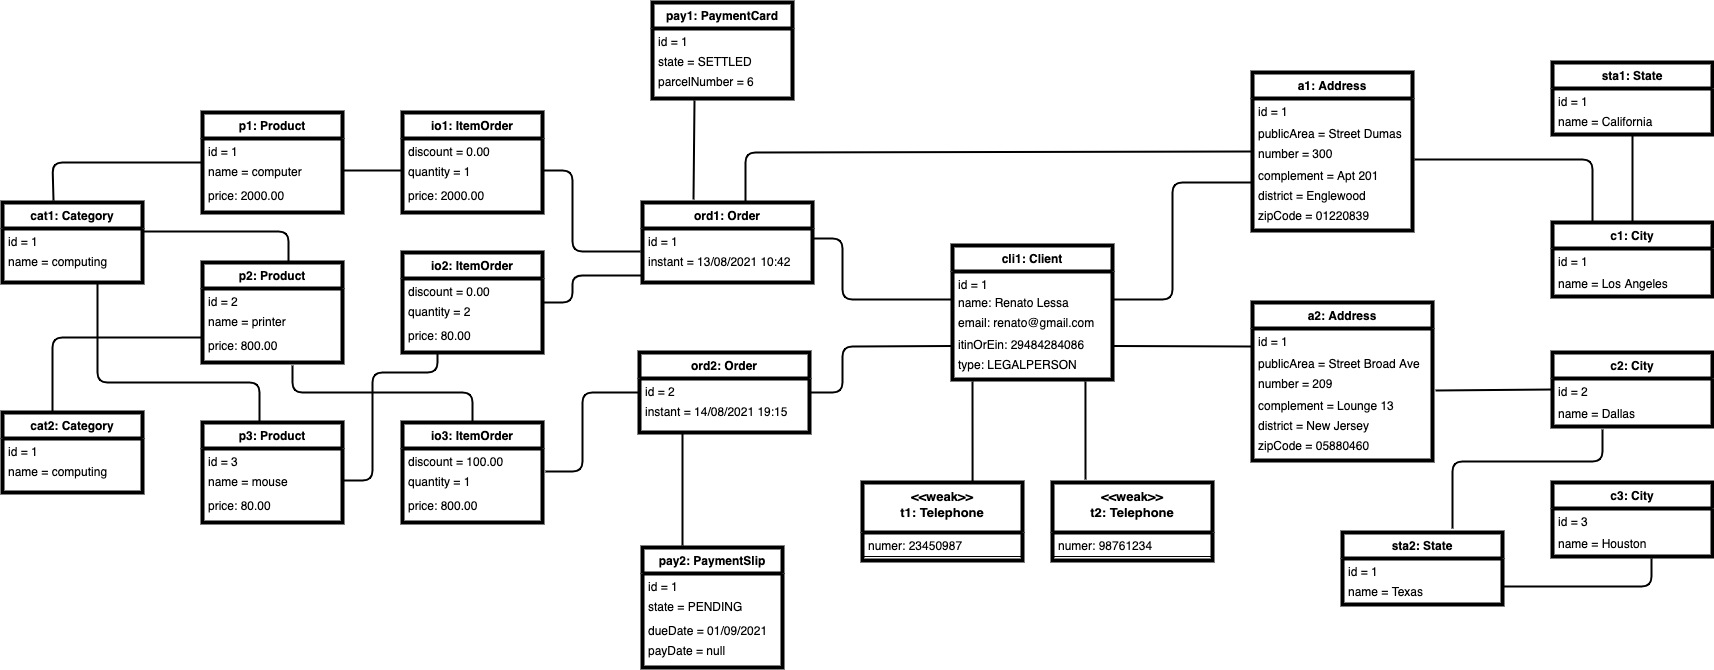 pay1: PaymentCard
id = 1
state = SETTLED
parcelNumber = 6
sta1: State
id = 1
name = California
a1: Address
id = 1
publicArea = Street Dumas
number = 300
complement = Apt 201
district = Englewood
zipCode = 01220839
p1: Product
id = 1
name = computer
price: 2000.00
io1: ItemOrder
discount = 0.00
quantity = 1
price: 2000.00
cat1: Category
id = 1
name = computing
ord1: Order
id = 1
instant = 13/08/2021 10:42
c1: City
id = 1
name = Los Angeles
cli1: Client
id = 1
name: Renato Lessa
email: renato@gmail.com
itinOrEin: 29484284086
type: LEGALPERSON
p2: Product
id = 2
name = printer
price: 800.00
io2: ItemOrder
discount = 0.00
quantity = 2
price: 80.00
a2: Address
id = 1
publicArea = Street Broad Ave
number = 209
complement = Lounge 13
district = New Jersey
zipCode = 05880460
ord2: Order
id = 2
instant = 14/08/2021 19:15
c2: City
id = 2
name = Dallas
cat2: Category
id = 1
name = computing
p3: Product
id = 3
name = mouse
price: 80.00
io3: ItemOrder
discount = 100.00
quantity = 1
price: 800.00
<<weak>>
t1: Telephone
numer: 23450987
<<weak>>
t2: Telephone
numer: 98761234
c3: City
id = 3
name = Houston
sta2: State
id = 1
name = Texas
pay2: PaymentSlip
id = 1
state = PENDING
dueDate = 01/09/2021
payDate = null